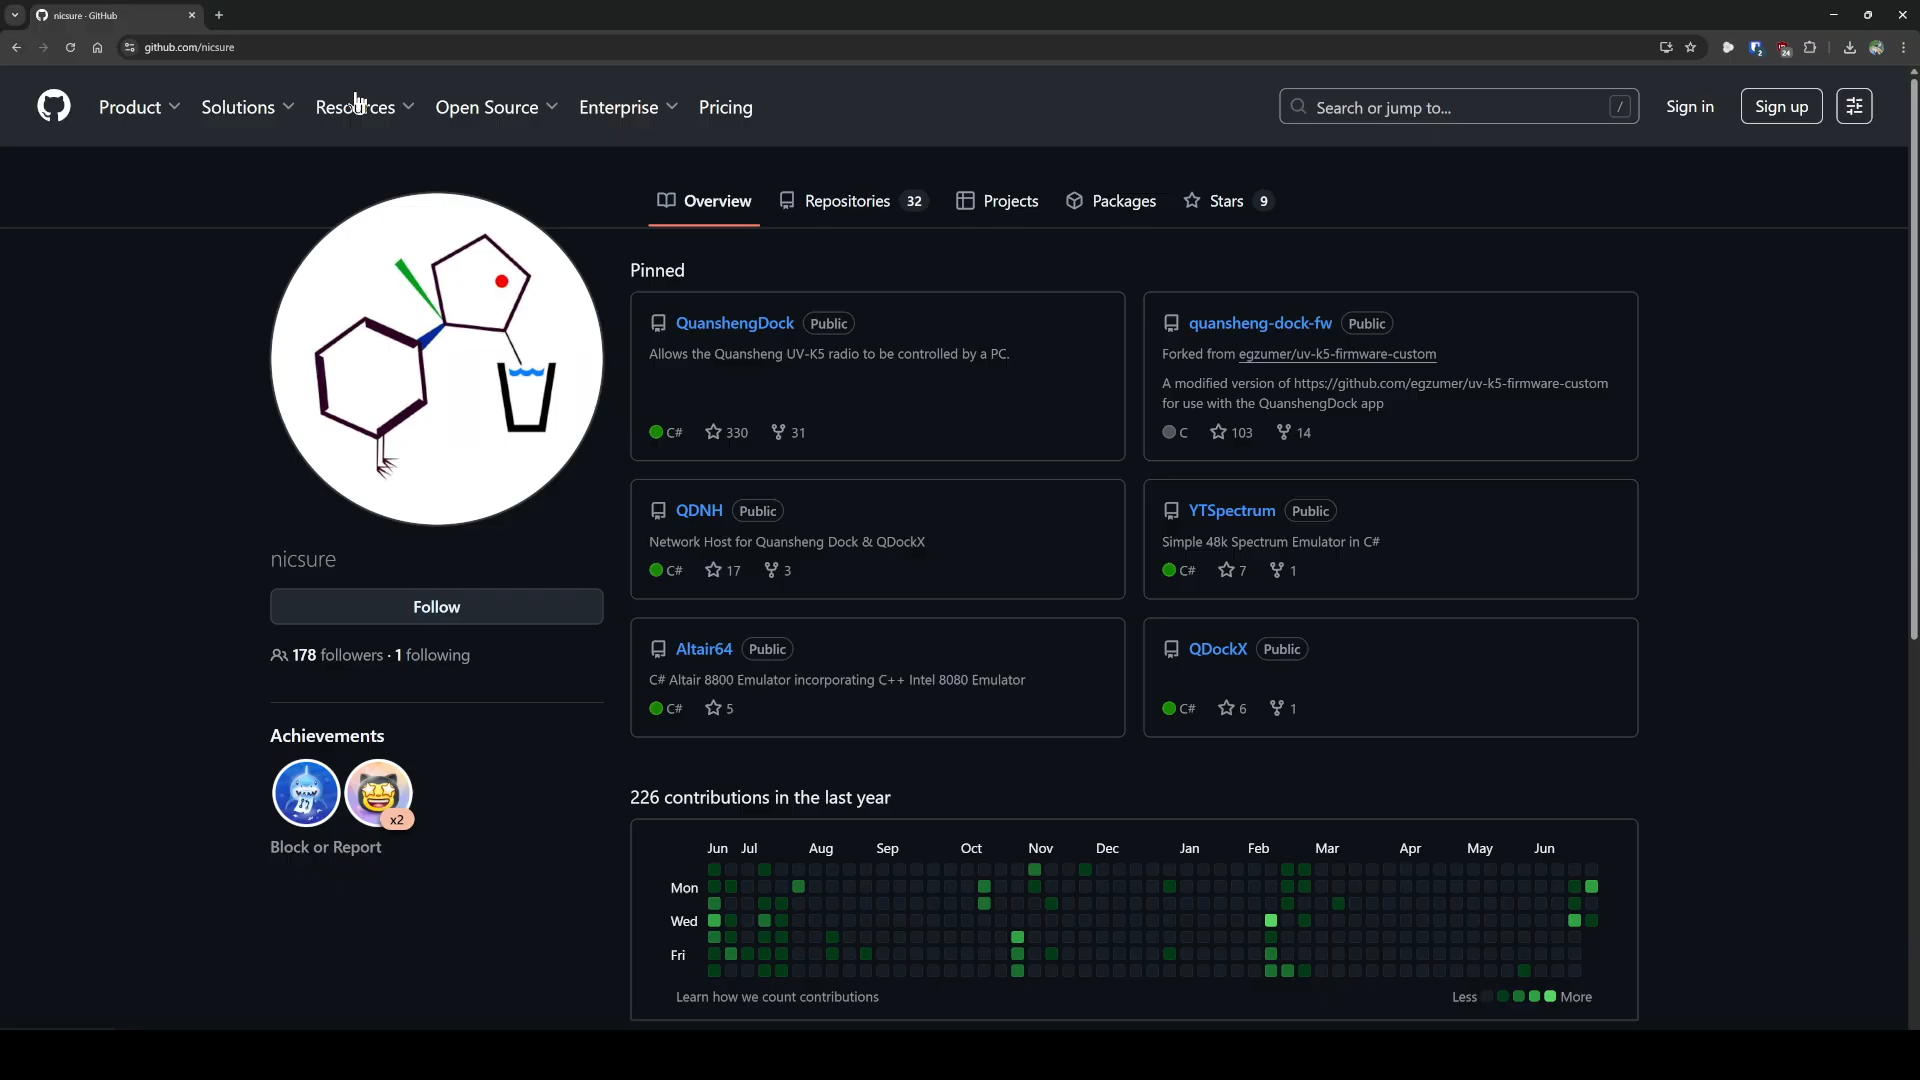 nicsure · GitHub
github.com/nicsure
2
24
Product
Solutions
Resources
Open Source
Enterprise
Pricing
Search or jump to...
/
Sign in
Sign up
Overview
Repositories 32
Projects
Packages
Stars 9
Pinned
QuanshengDock Public
Allows the Quansheng UV-K5 radio to be controlled by a PC.
C# 330 31
quansheng-dock-fw Public
Forked from egzumer/uv-k5-firmware-custom
A modified version of https://github.com/egzumer/uv-k5-firmware-custom
for use with the QuanshengDock app
C 103 14
QDNH Public
Network Host for Quansheng Dock & QDockX
C# 17 3
YTSpectrum Public
Simple 48k Spectrum Emulator in C#
C# 7 1
Altair64 Public
C# Altair 8800 Emulator incorporating C++ Intel 8080 Emulator
C# 5
QDockX Public
C# 6 1
nicsure
Follow
178 followers · 1 following
Achievements
x2
Block or Report
226 contributions in the last year
Jun Jul Aug Sep Oct Nov Dec Jan Feb Mar Apr May Jun
Mon
Wed
Fri
Learn how we count contributions
Less More